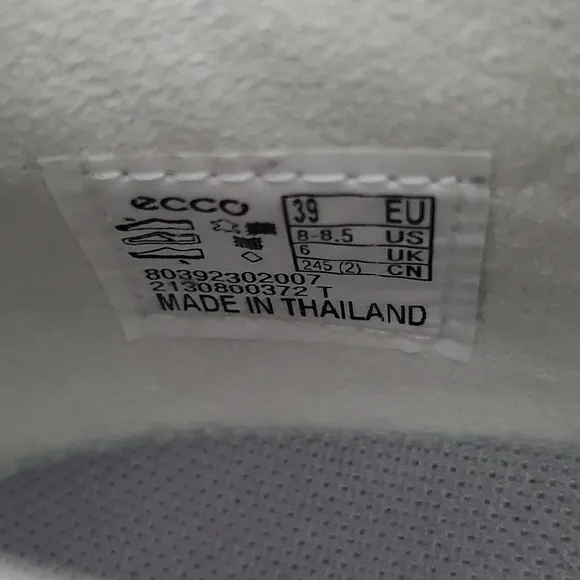 ecco
39 EU
8-8.5 US
6 UK
245 (2) CN
80392302007
2130800372 T
MADE IN THAILAND